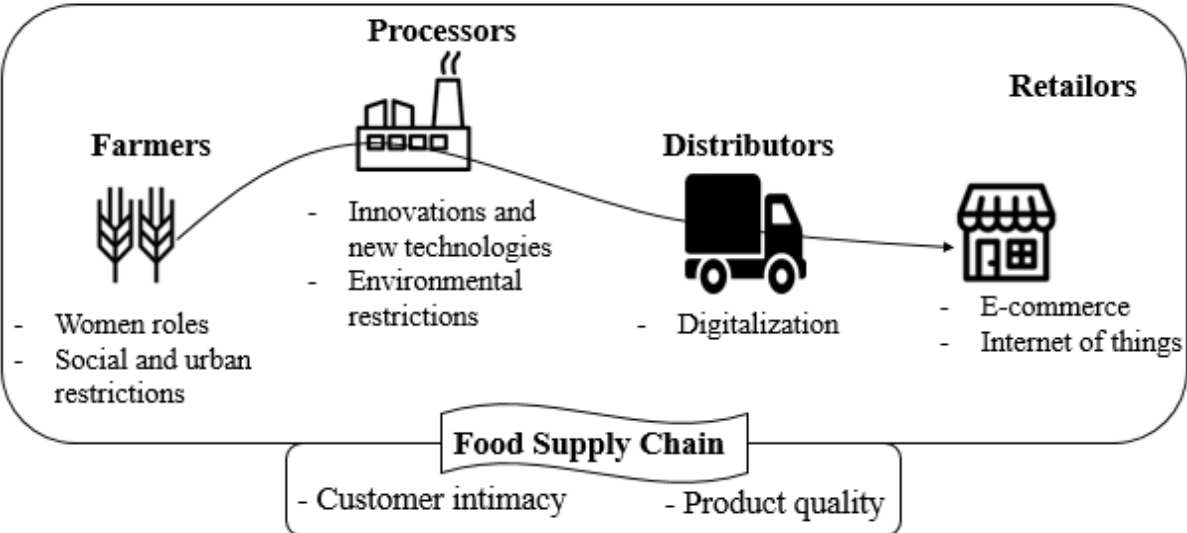 Processors
Retailors
Farmers
Distributors
- Innovations and
new technologies
- Environmental
restrictions
- Women roles
- Social and urban
restrictions
- Digitalization
- E-commerce
- Internet of things
Food Supply Chain
- Customer intimacy
- Product quality